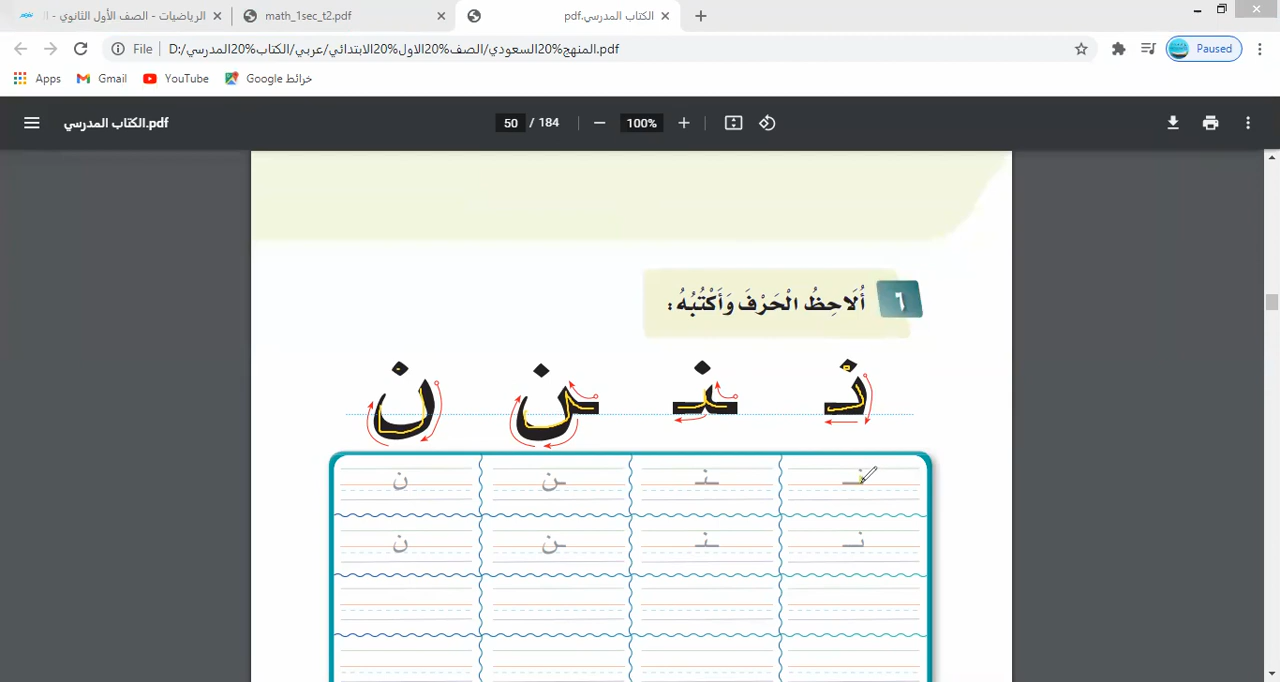 الرياضيات - الصف الأول الثانوي - ال
math_1sec_t2.pdf
الكتاب المدرسي.pdf
File
D:/المنهج%20السعودي/الصف%20الاول%20الابتدائي/عربي/الكتاب%20المدرسي.pdf
Paused
Apps
Gmail
YouTube
خرائط Google
الكتاب المدرسي.pdf
50 / 184
100%
٦ أُلَاحِظُ الْحَرْفَ وَأَكْتُبُهُ :
نـ ـنـ ـن ن
نـ ـنـ ـن ن
نـ ـنـ ـن ن